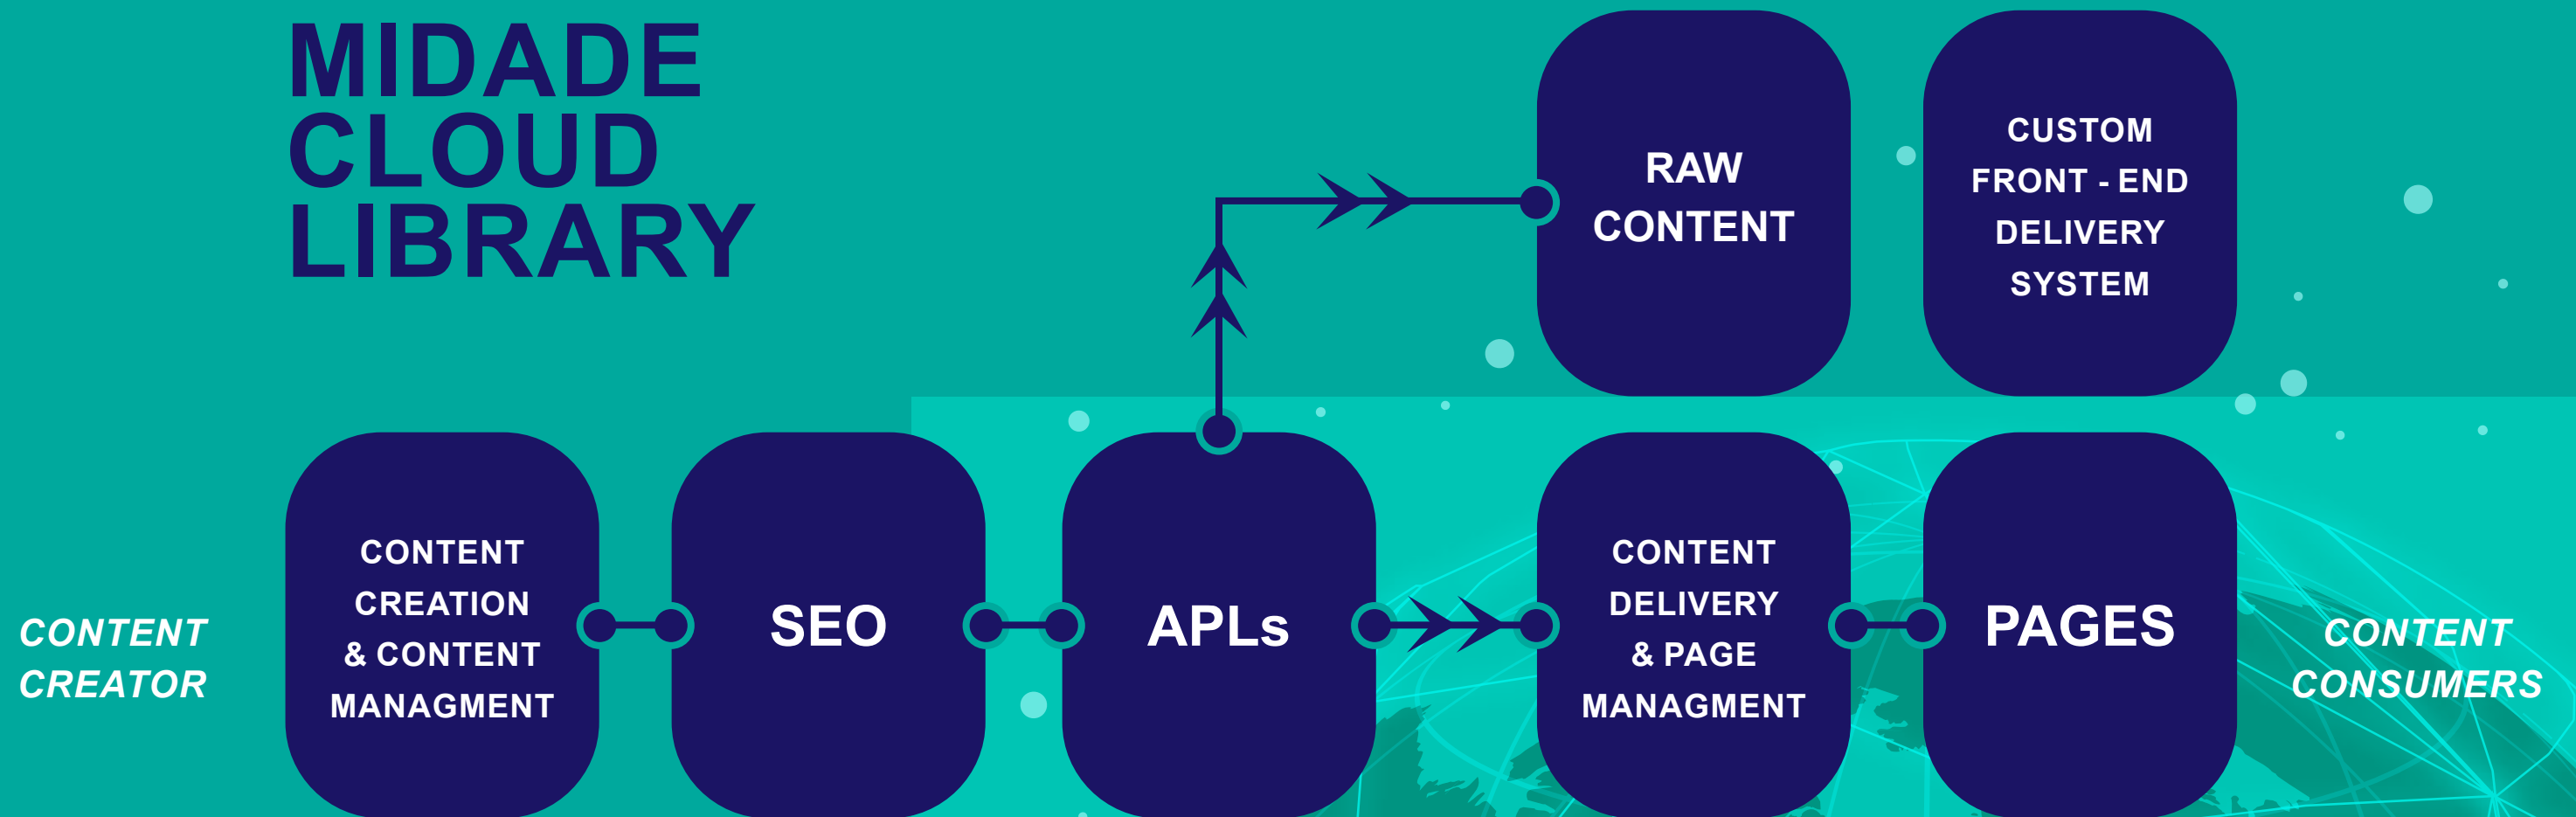 MIDADE
CLOUD
LIBRARY
RAW
CONTENT
CUSTOM
FRONT - END
DELIVERY
SYSTEM
CONTENT
CREATOR
CONTENT
CREATION
& CONTENT
MANAGMENT
SEO
APLs
CONTENT
DELIVERY
& PAGE
MANAGMENT
PAGES
CONTENT
CONSUMERS